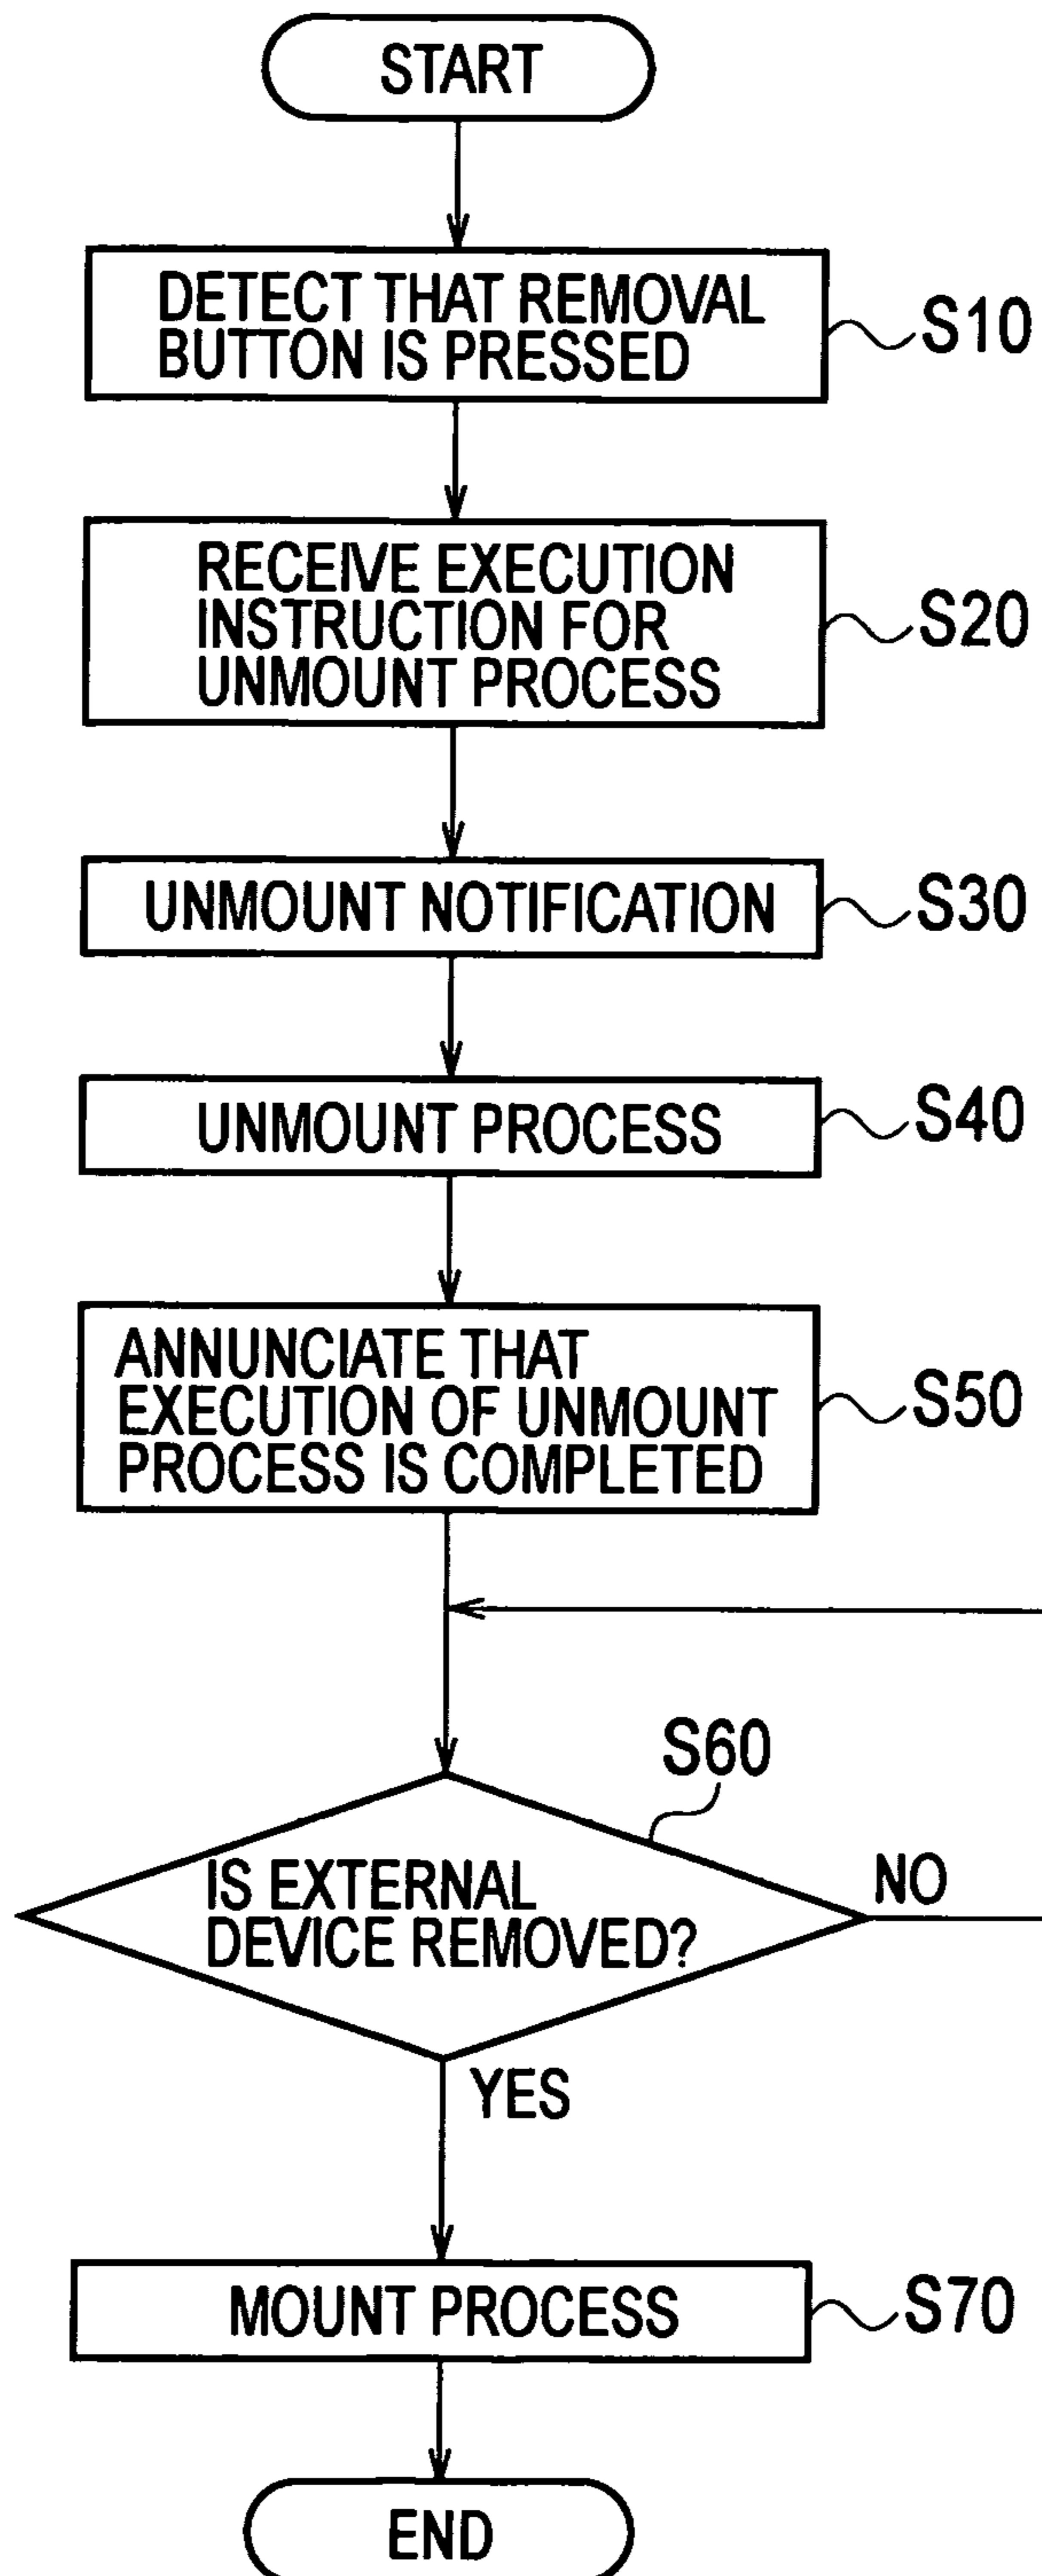 START
DETECT THAT REMOVAL
BUTTON IS PRESSED
S10
RECEIVE EXECUTION
INSTRUCTION FOR
UNMOUNT PROCESS
S20
UNMOUNT NOTIFICATION
S30
UNMOUNT PROCESS
S40
ANNUNCIATE THAT
EXECUTION OF UNMOUNT
PROCESS IS COMPLETED
S50
S60
IS EXTERNAL
DEVICE REMOVED?
NO
YES
MOUNT PROCESS
S70
END